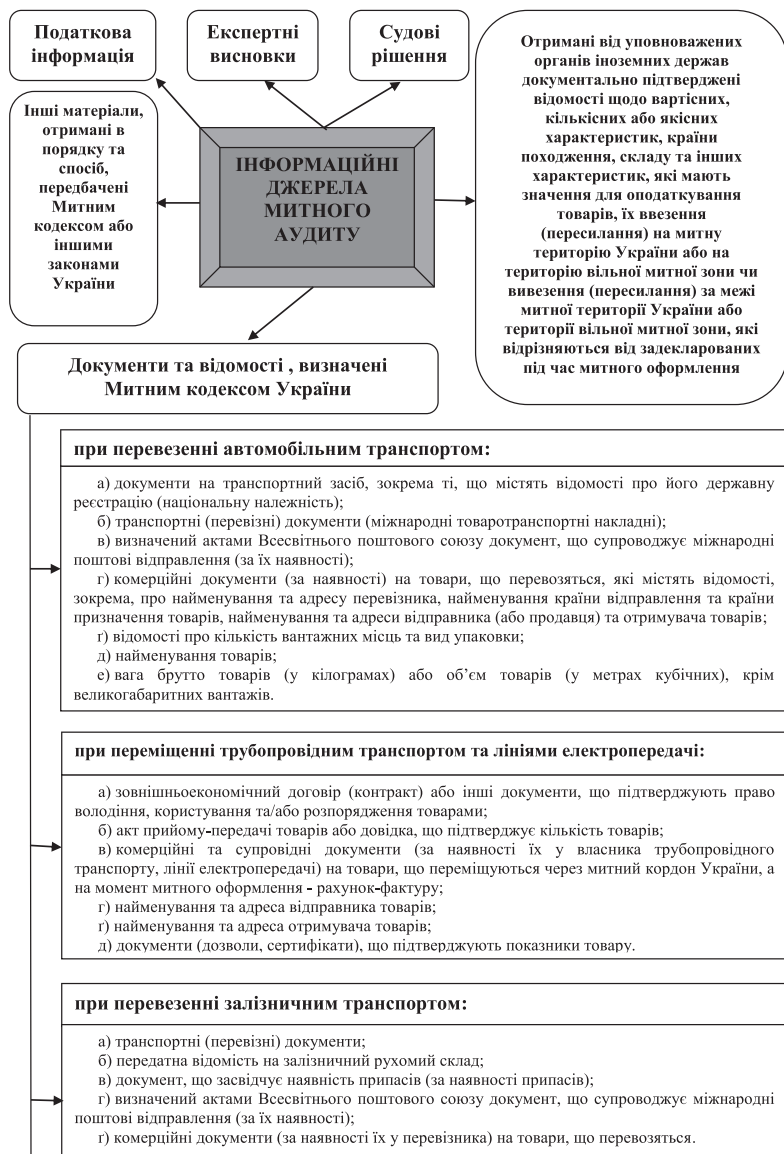 Податкова
інформація
Експертні
висновки
Судові
рішення
Отримані від уповноважених
органів іноземних держав
документально підтверджені
відомості щодо вартісних,
кількісних або якісних
характеристик, країни
походження, складу та інших
характеристик, які мають
значення для оподаткування
товарів, їх ввезення
(пересилання) на митну
територію України або на
територію вільної митної зони чи
вивезення (пересилання) за межі
митної території України або
території вільної митної зони, які
відрізняються від задекларованих
під час митного оформлення
Інші матеріали,
отримані в
порядку та
спосіб,
передбачені
Митним
кодексом або
іншими
законами
України
ІНФОРМАЦІЙНІ
ДЖЕРЕЛА
МИТНОГО
АУДИТУ
Документи та відомості , визначені
Митним кодексом України
при перевезенні автомобільним транспортом:
а) документи на транспортний засіб, зокрема ті, що містять відомості про його державну
реєстрацію (національну належність);
б) транспортні (перевізні) документи (міжнародні товаротранспортні накладні);
в) визначений актами Всесвітнього поштового союзу документ, що супроводжує міжнародні
поштові відправлення (за їх наявності);
г) комерційні документи (за наявності) на товари, що перевозяться, які містять відомості,
зокрема, про найменування та адресу перевізника, найменування країни відправлення та країни
призначення товарів, найменування та адреси відправника (або продавця) та отримувача товарів;
ґ) відомості про кількість вантажних місць та вид упаковки;
д) найменування товарів;
е) вага брутто товарів (у кілограмах) або об’єм товарів (у метрах кубічних), крім
великогабаритних вантажів.
при переміщенні трубопровідним транспортом та лініями електропередачі:
а) зовнішньоекономічний договір (контракт) або інші документи, що підтверджують право
володіння, користування та/або розпорядження товарами;
б) акт прийому-передачі товарів або довідка, що підтверджує кількість товарів;
в) комерційні та супровідні документи (за наявності їх у власника трубопровідного
транспорту, лінії електропередачі) на товари, що переміщуються через митний кордон України, а
на момент митного оформлення - рахунок-фактуру;
г) найменування та адреса відправника товарів;
ґ) найменування та адреса отримувача товарів;
д) документи (дозволи, сертифікати), що підтверджують показники товару.
при перевезенні залізничним транспортом:
а) транспортні (перевізні) документи;
б) передатна відомість на залізничний рухомий склад;
в) документ, що засвідчує наявність припасів (за наявності припасів);
г) визначений актами Всесвітнього поштового союзу документ, що супроводжує міжнародні
поштові відправлення (за їх наявності);
ґ) комерційні документи (за наявності їх у перевізника) на товари, що перевозяться.